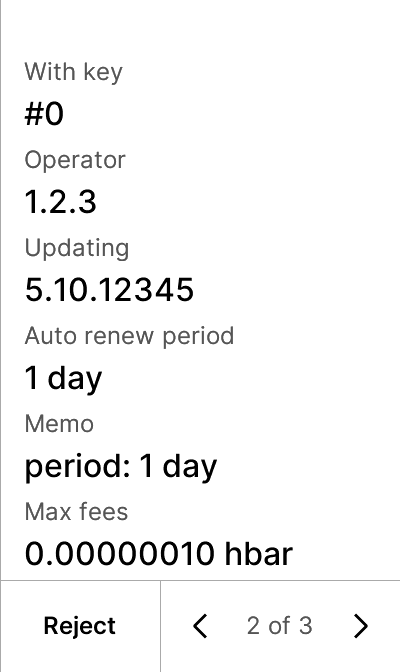 With key
#0
Operator
1.2.3
Updating
5.10.12345
Auto renew period
1 day
Memo
period: 1 day
Max fees
0.00000010 hbar
Reject
2 of 3